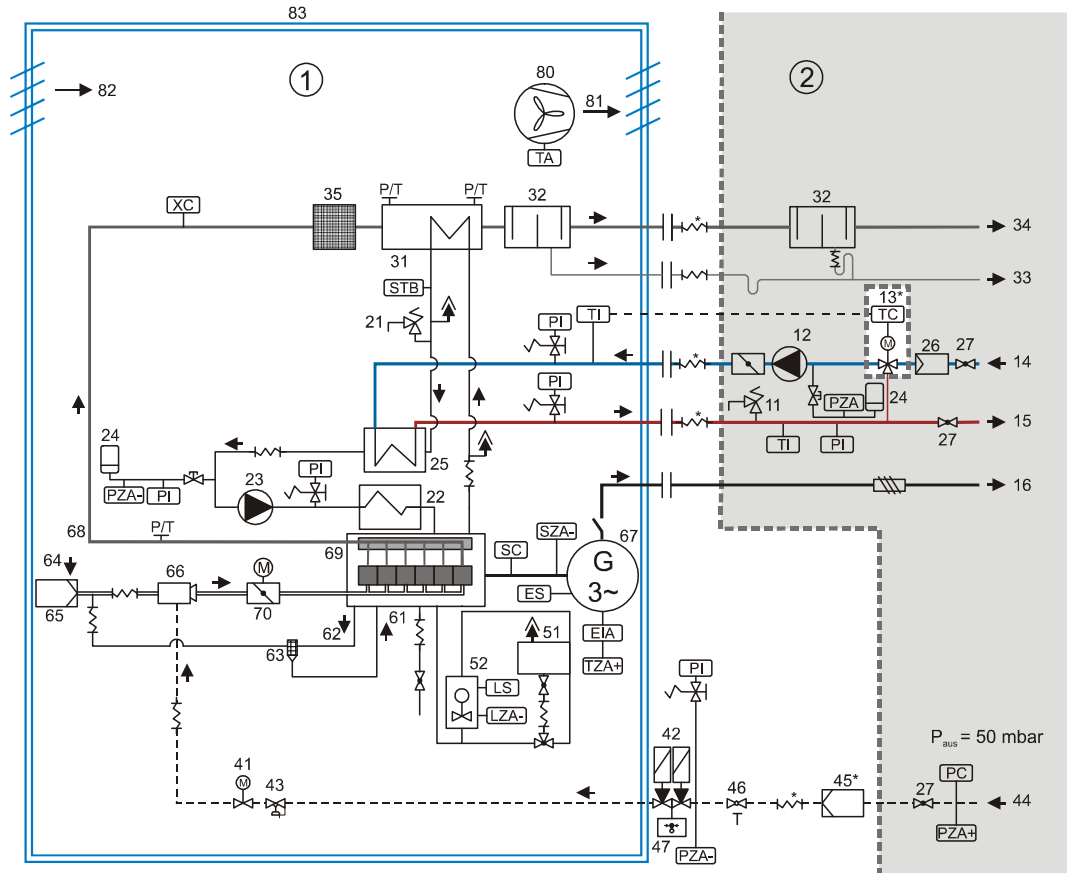 83
1
2
82
80
81
TA
XC
35
P/T
P/T
32
32
34
31
33
STB
21
PI
TI
13*
TC
M
12
26
27
14
PI
11
PZA
24
15
24
25
TI
PI
27
PZA-
PI
23
PI
22
16
68
P/T
69
SZA-
67
SC
G
3~
64
66
M
ES
65
70
61
62
EIA
63
51
TZA+
52
LS
LZA-
PI
42
Paus = 50 mbar
41
M
43
46
45*
PC
27
44
47
T
PZA-
PZA+
*
*
*
*